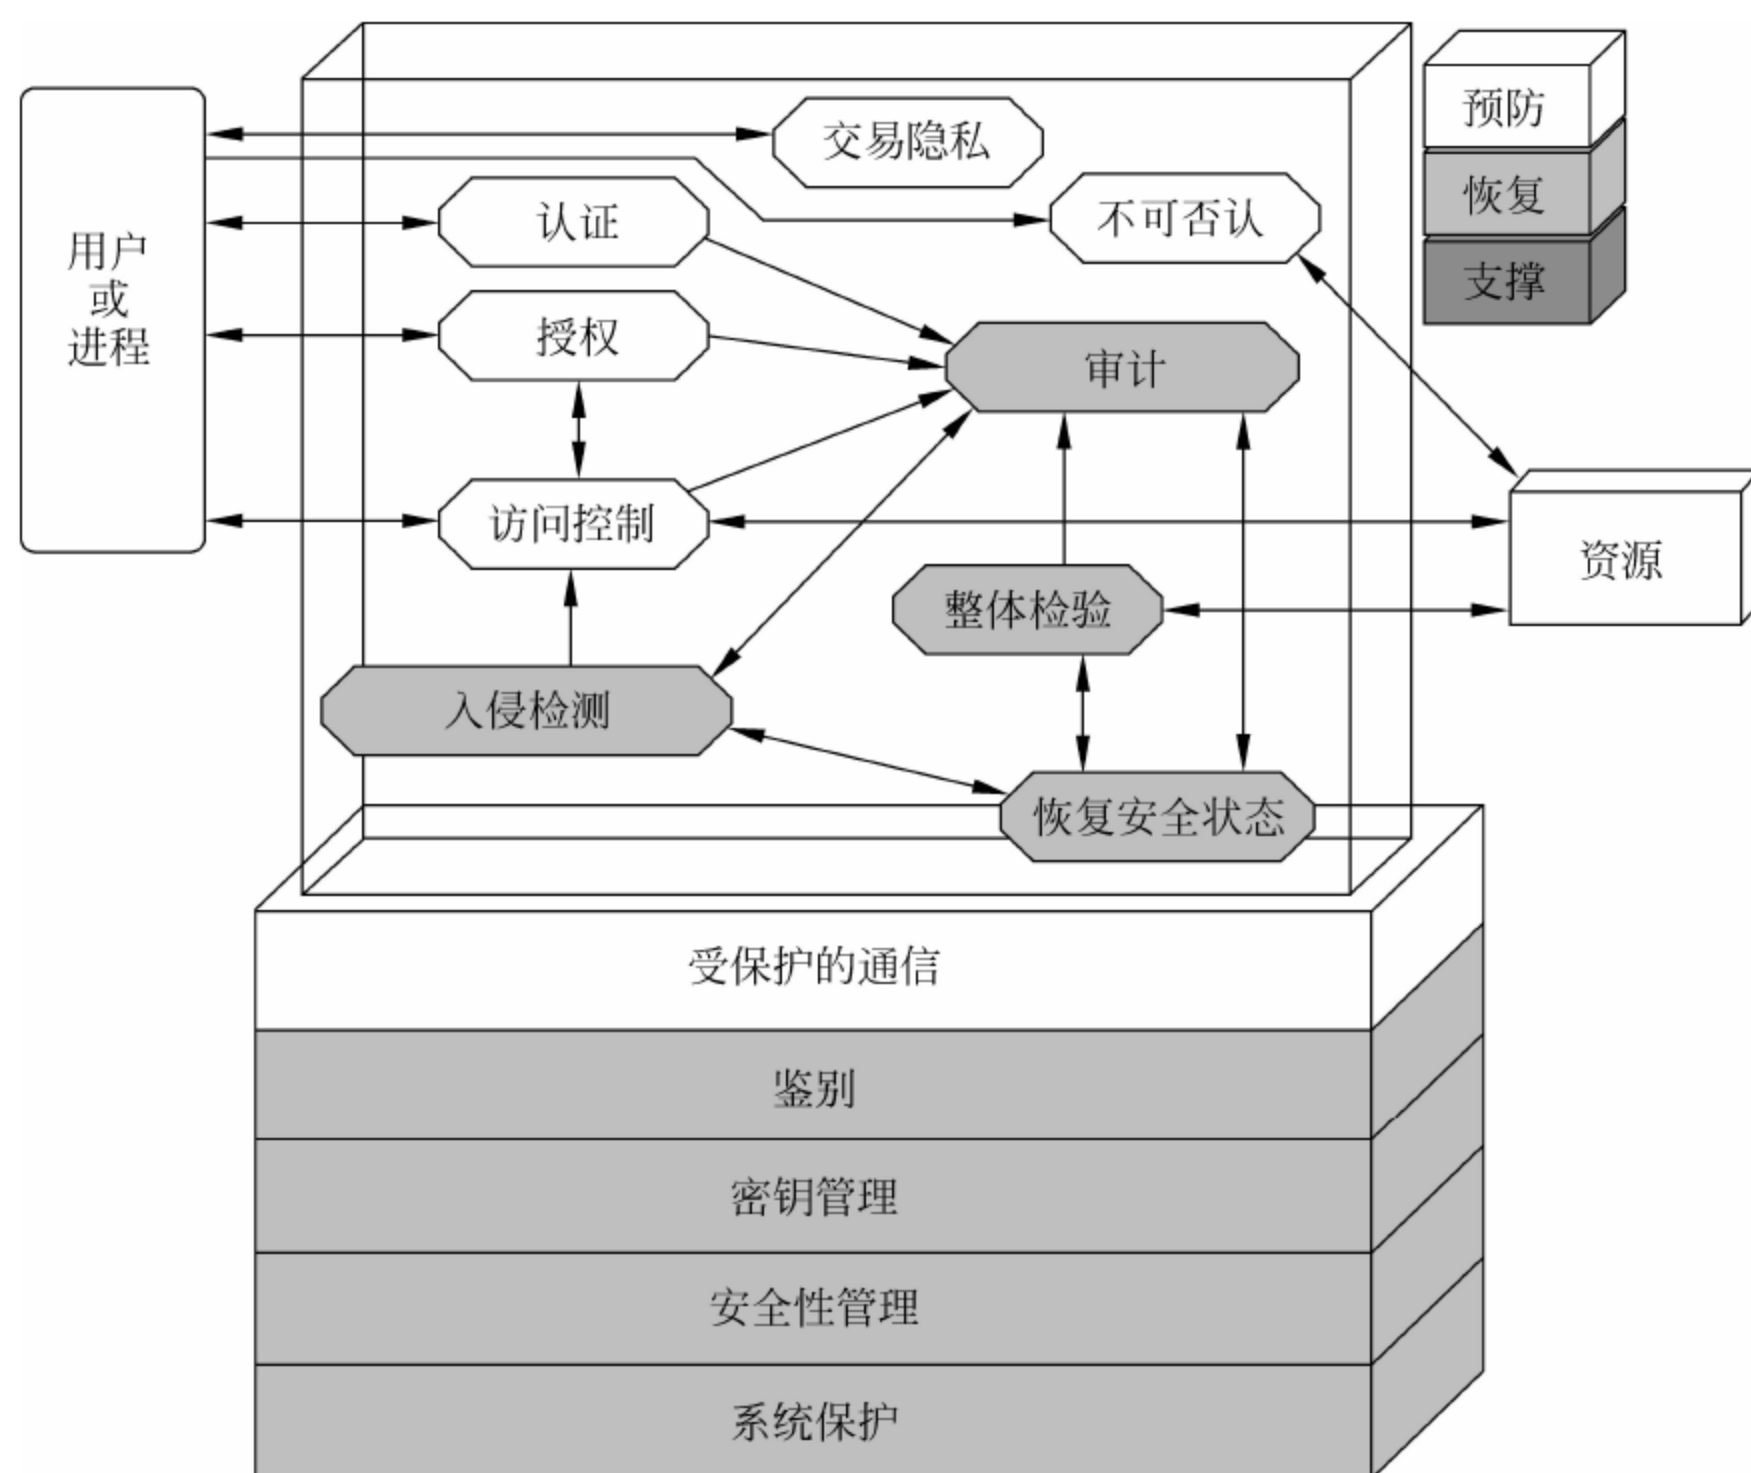 交易隐私
预防
不可否认
恢复
认证
用户
或
进程
支撑
授权
审计
访问控制
资源
整体检验
入侵检测
恢复安全状态
受保护的通信
鉴别
密钥管理
安全性管理
系统保护